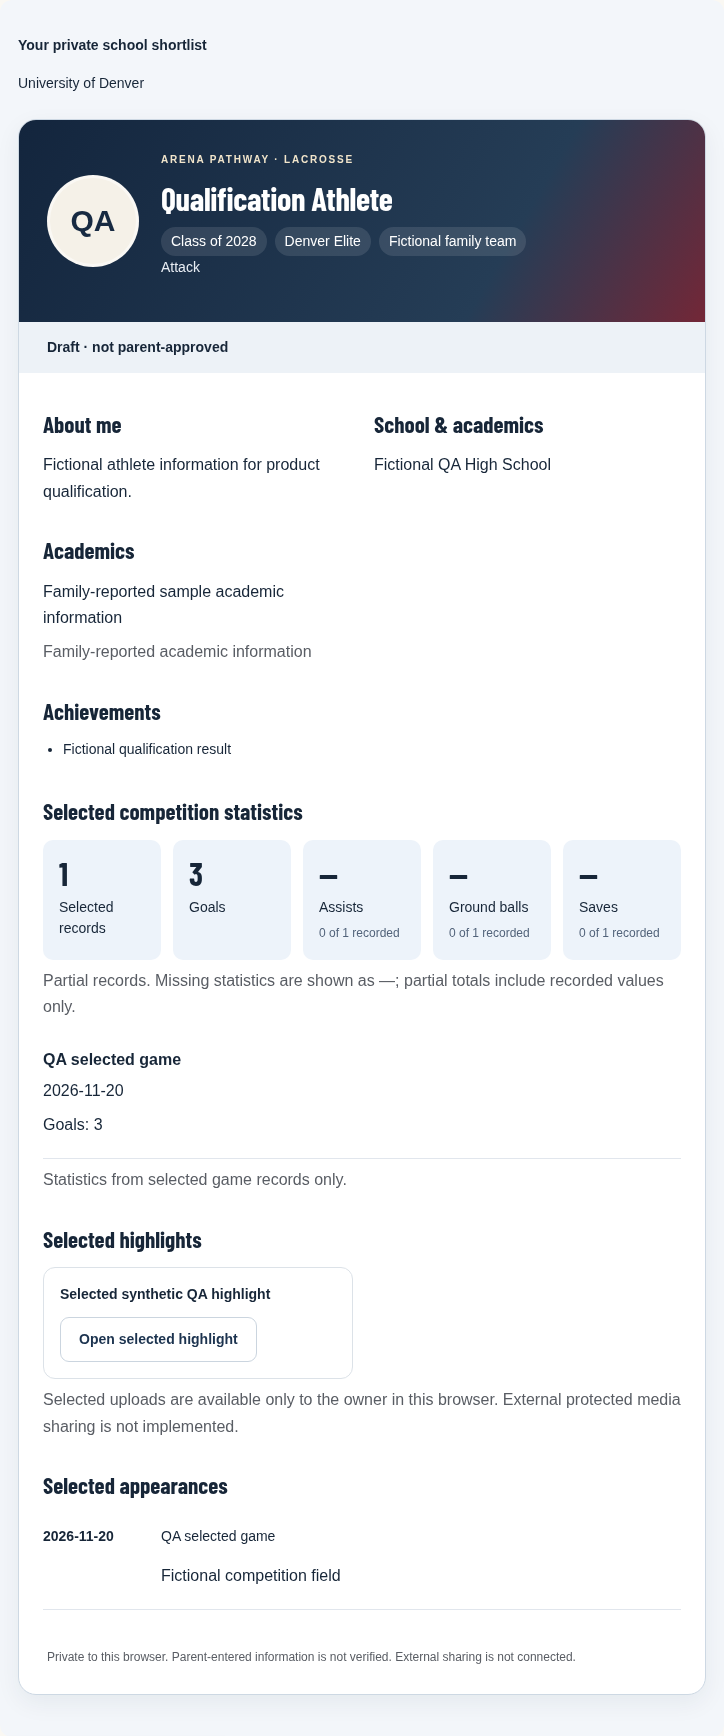 Your private school shortlist
University of Denver
ARENA PATHWAY · LACROSSE
QA
Qualification Athlete
Class of 2028
Denver Elite
Fictional family team
Attack
Draft · not parent-approved
About me
Fictional athlete information for product
qualification.
School & academics
Fictional QA High School
Academics
Family-reported sample academic
information
Family-reported academic information
Achievements
• Fictional qualification result
Selected competition statistics
1
Selected
records
3
Goals
—
Assists
0 of 1 recorded
—
Ground balls
0 of 1 recorded
—
Saves
0 of 1 recorded
Partial records. Missing statistics are shown as —; partial totals include recorded values
only.
QA selected game
2026-11-20
Goals: 3
Statistics from selected game records only.
Selected highlights
Selected synthetic QA highlight
Open selected highlight
Selected uploads are available only to the owner in this browser. External protected media
sharing is not implemented.
Selected appearances
2026-11-20
QA selected game
Fictional competition field
Private to this browser. Parent-entered information is not verified. External sharing is not connected.